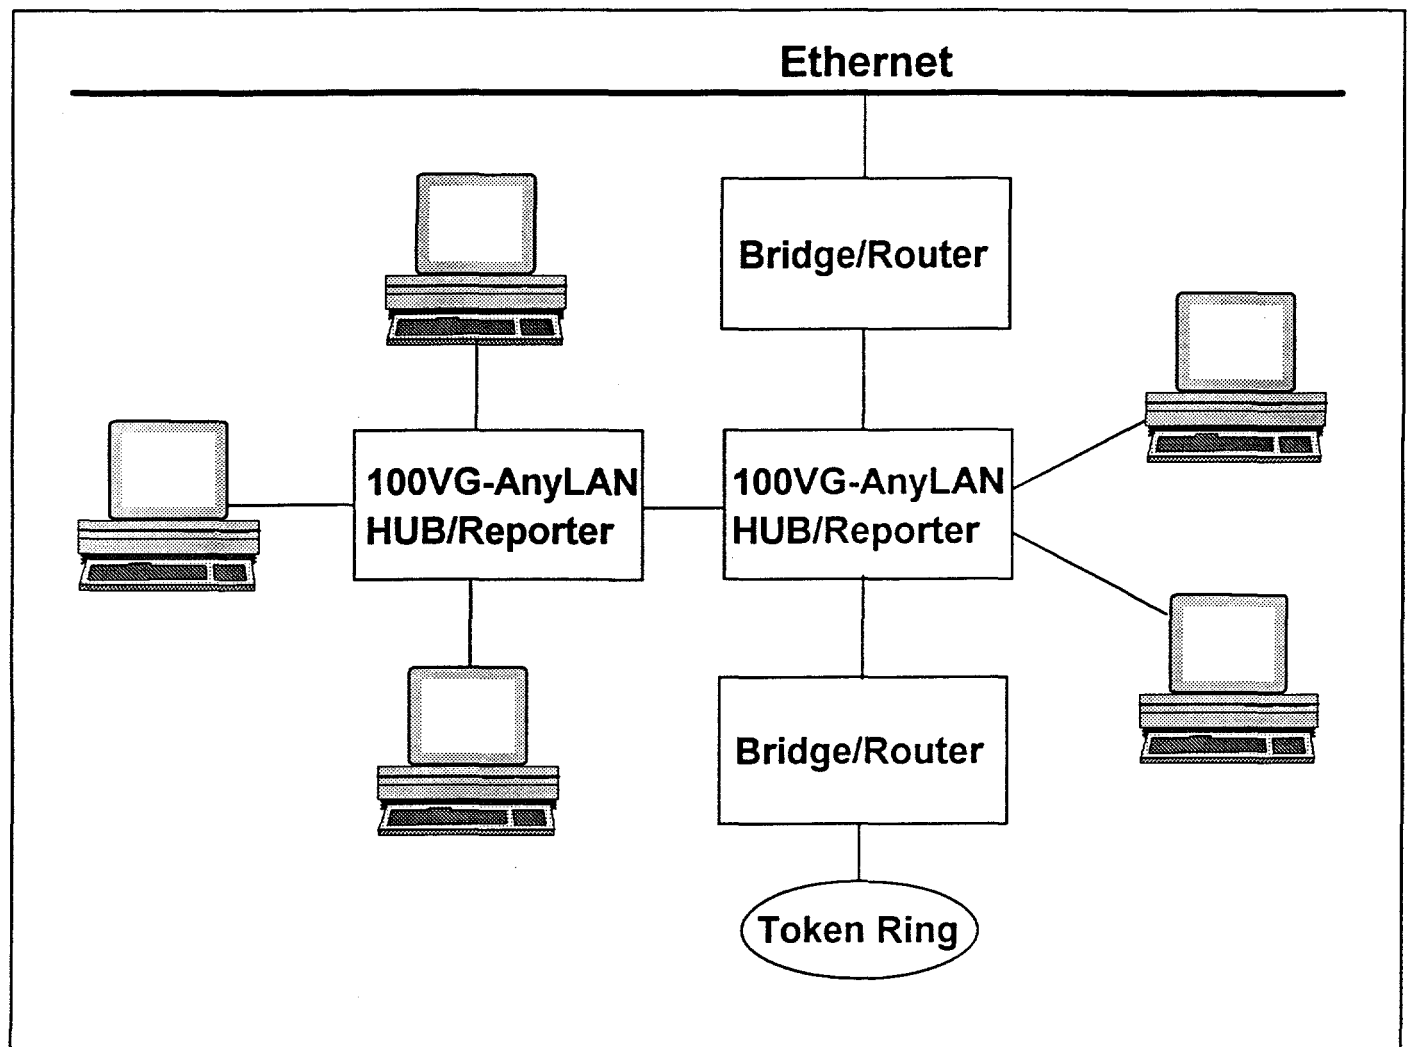 Ethernet
Bridge/Router
100VG-AnyLAN
HUB/Reporter
100VG-AnyLAN
HUB/Reporter
Bridge/Router
Token Ring